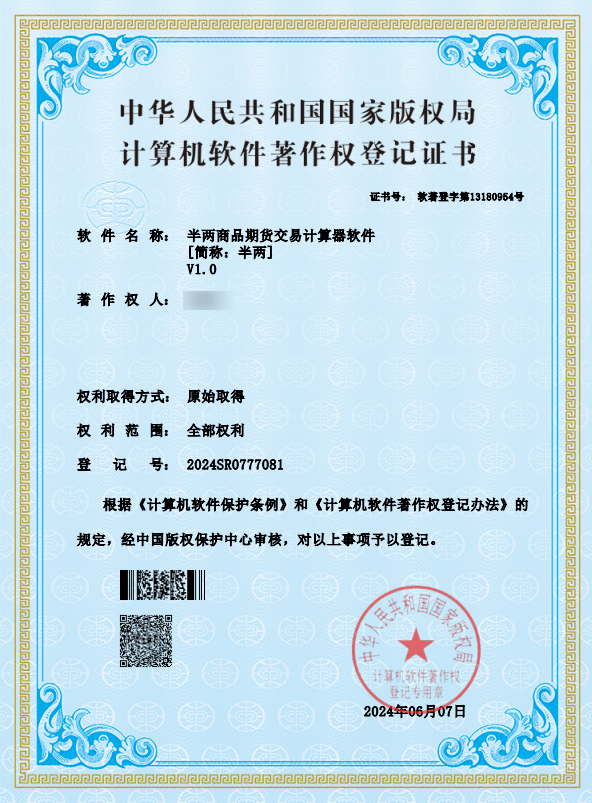 中华人民共和国国家版权局
计算机软件著作权登记证书
证书号： 软著登字第13180954号
软件名称： 半两商品期货交易计算器软件
[简称：半两]
V1.0
著作权人：
权利取得方式： 原始取得
权利范围： 全部权利
登记号： 2024SR0777081
根据《计算机软件保护条例》和《计算机软件著作权登记办法》的
规定，经中国版权保护中心审核，对以上事项予以登记。
中华人民共和国国家版权局
计算机软件著作权
登记专用章
2024年06月07日